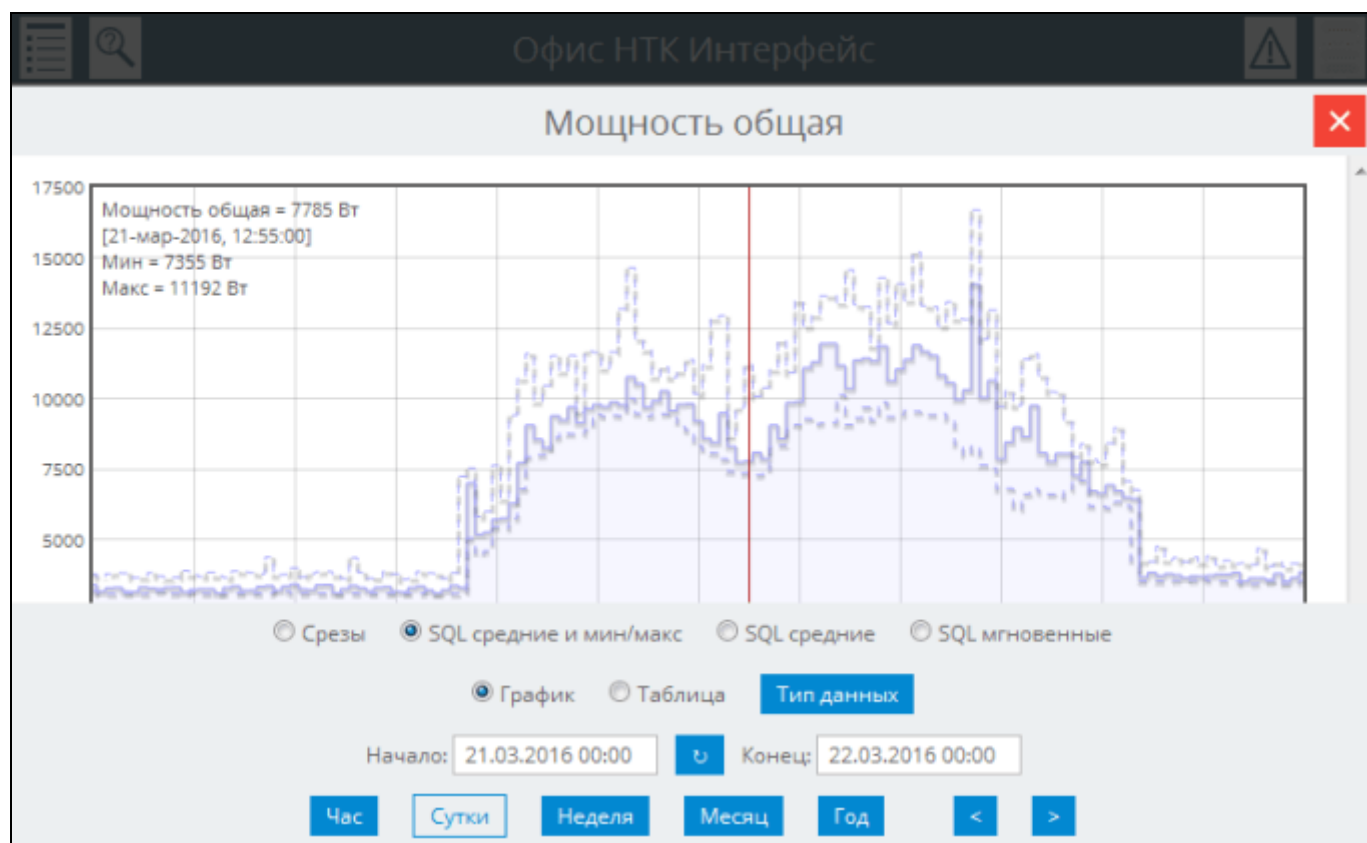 Офис НТК Интерфейс
Мощность общая
17500
Мощность общая = 7785 Вт
[21-мар-2016, 12:55:00]
15000
Мин = 7355 Вт
Макс = 11192 Вт
12500
10000
7500
5000
Срезы SQL средние и мин/макс SQL средние SQL мгновенные
График Таблица Тип данных
Начало: 21.03.2016 00:00 Конец: 22.03.2016 00:00
Час Сутки Неделя Месяц Год < >